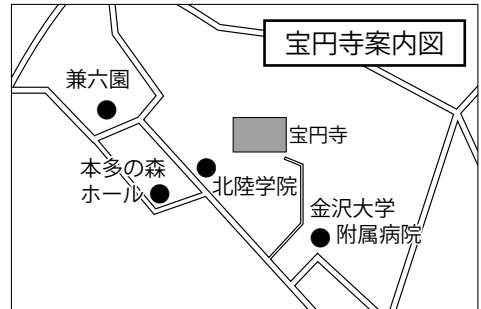 宝円寺案内図
兼六園
宝円寺
本多の森
ホール
北陸学院
金沢大学
附属病院